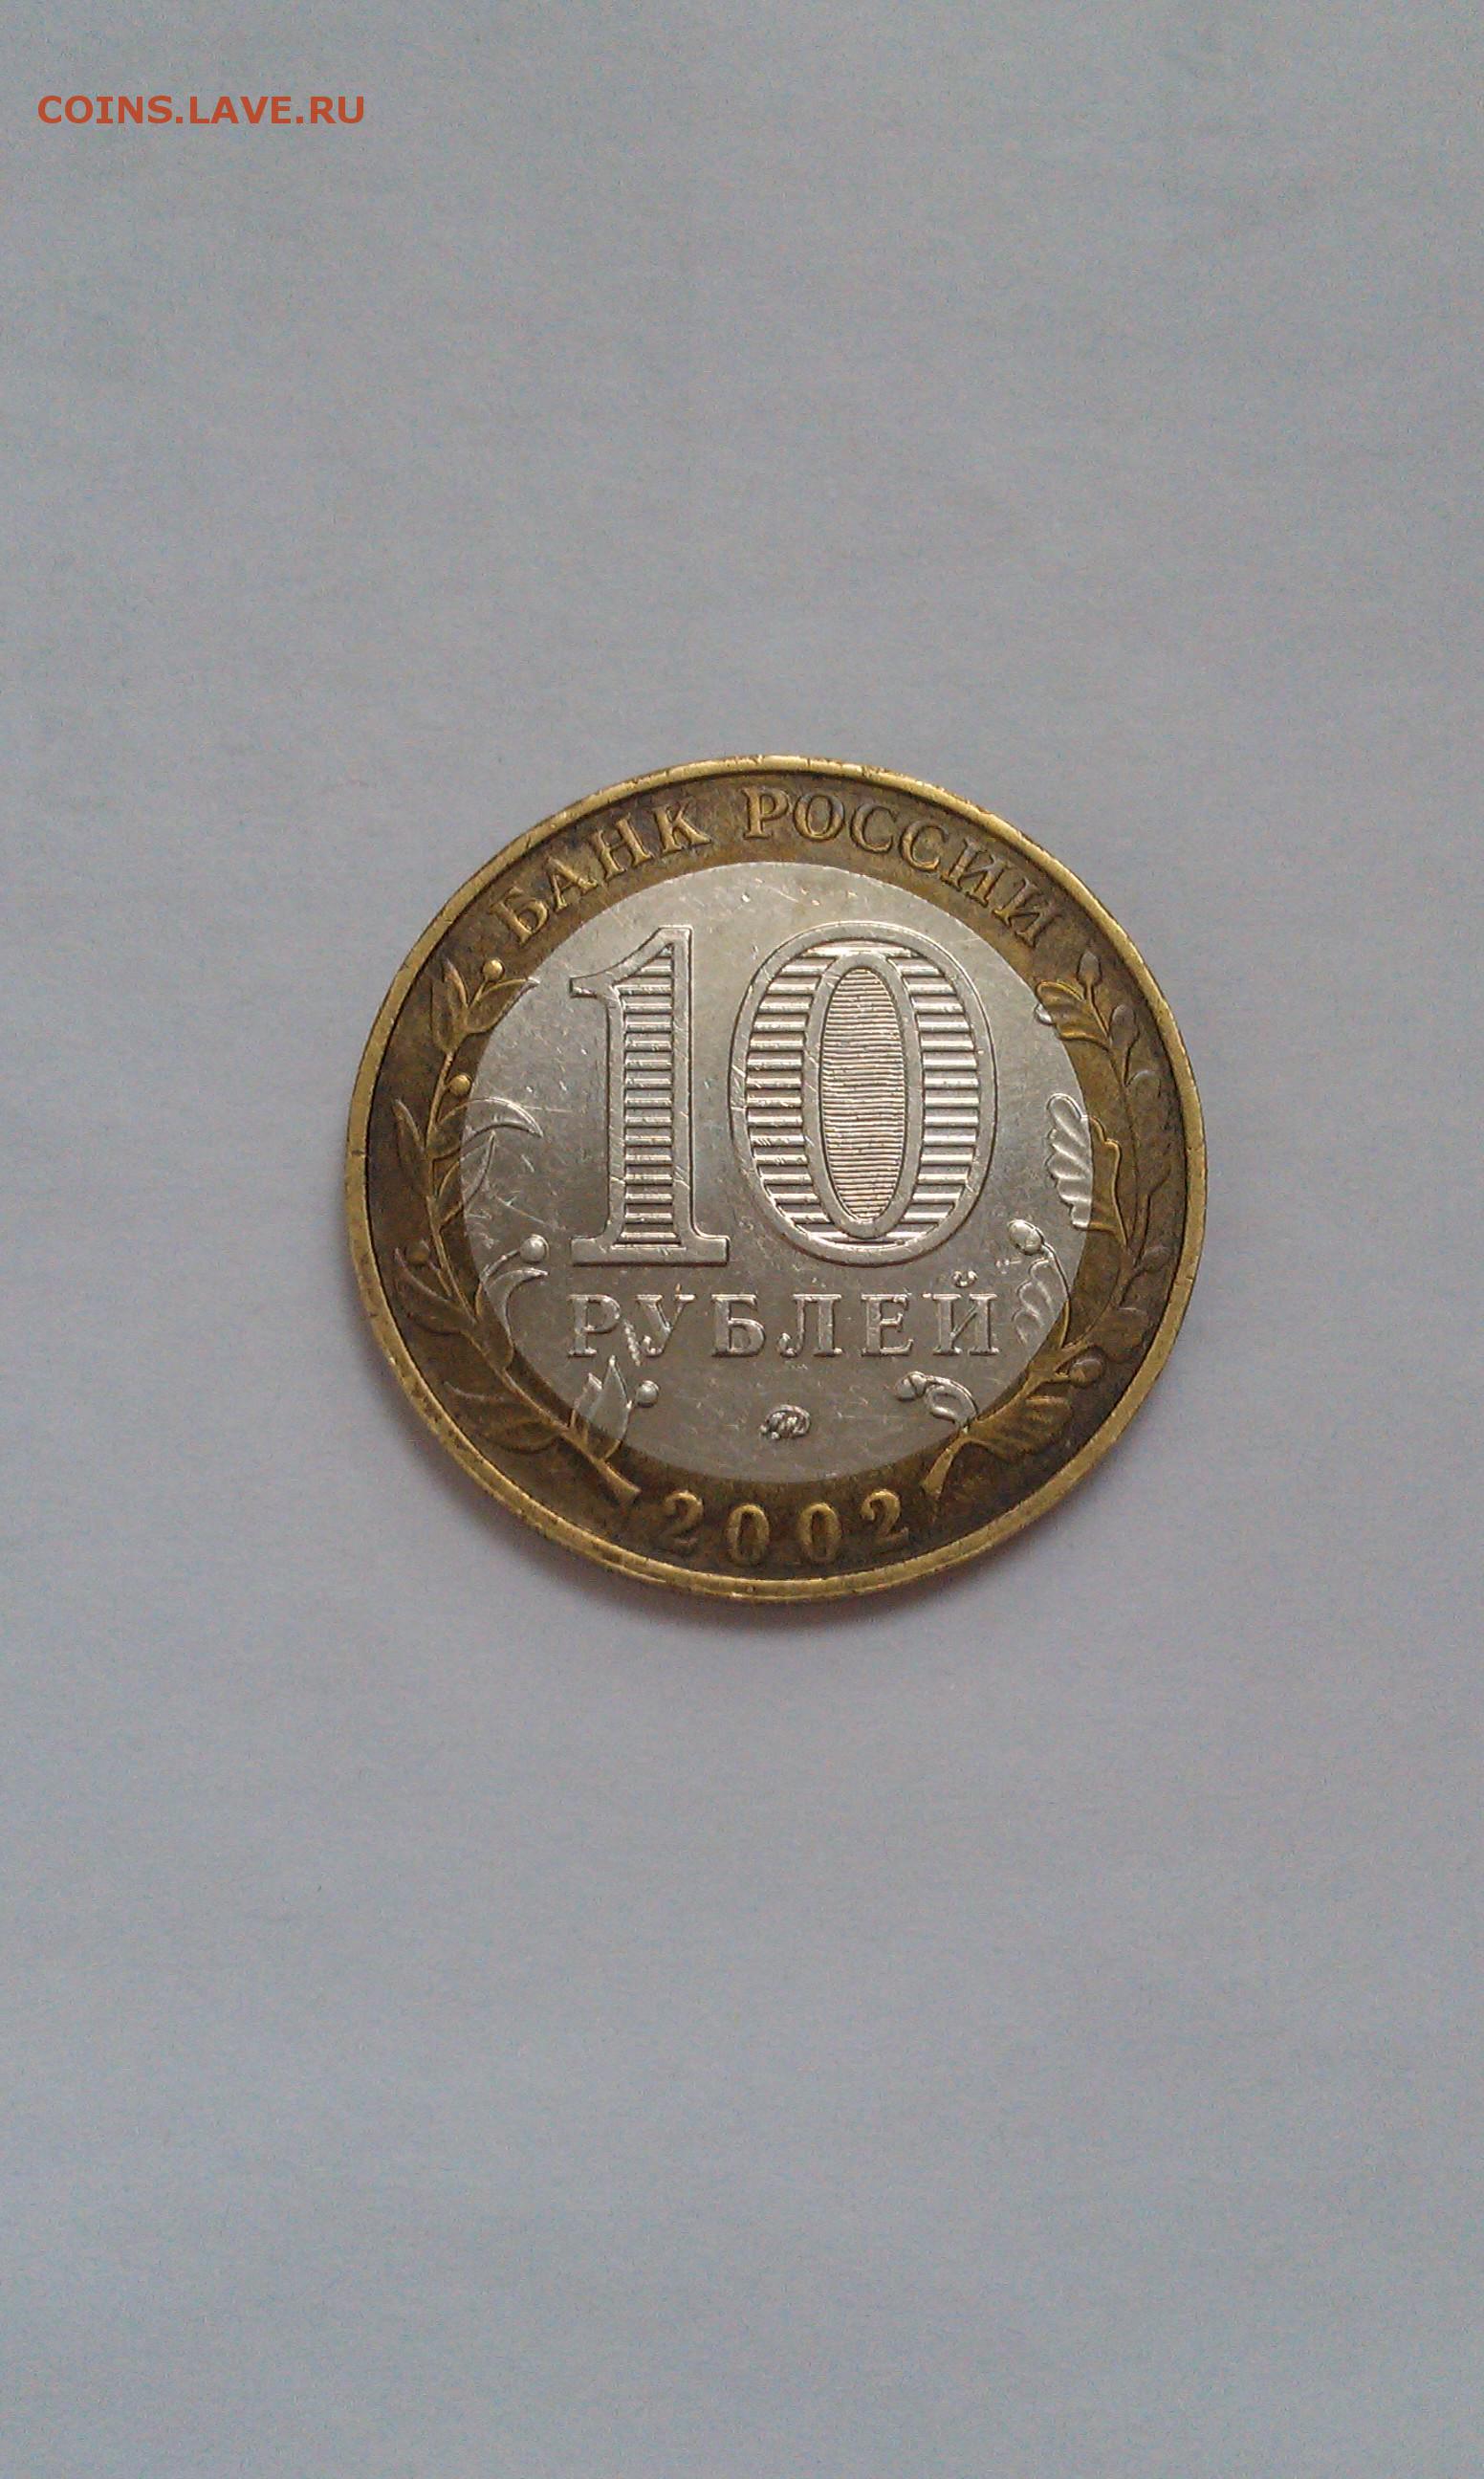 COINS.LAVE.RU
БАНК РОССИИ
10
РУБЛЕЙ
2002